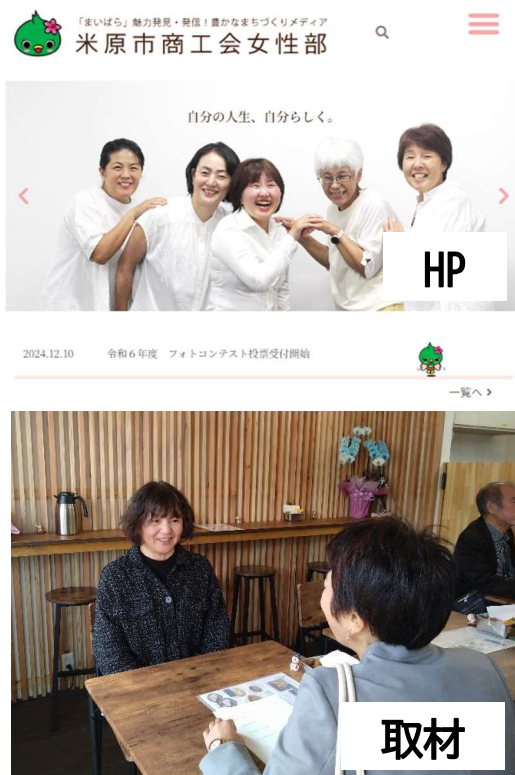 「まいばら」魅力発見・発信！豊かなまちづくりメディア
米原市商工会女性部
自分の人生、自分らしく。
HP
2024.12.10 令和６年度 フォトコンテスト投票受付開始
一覧へ
取材